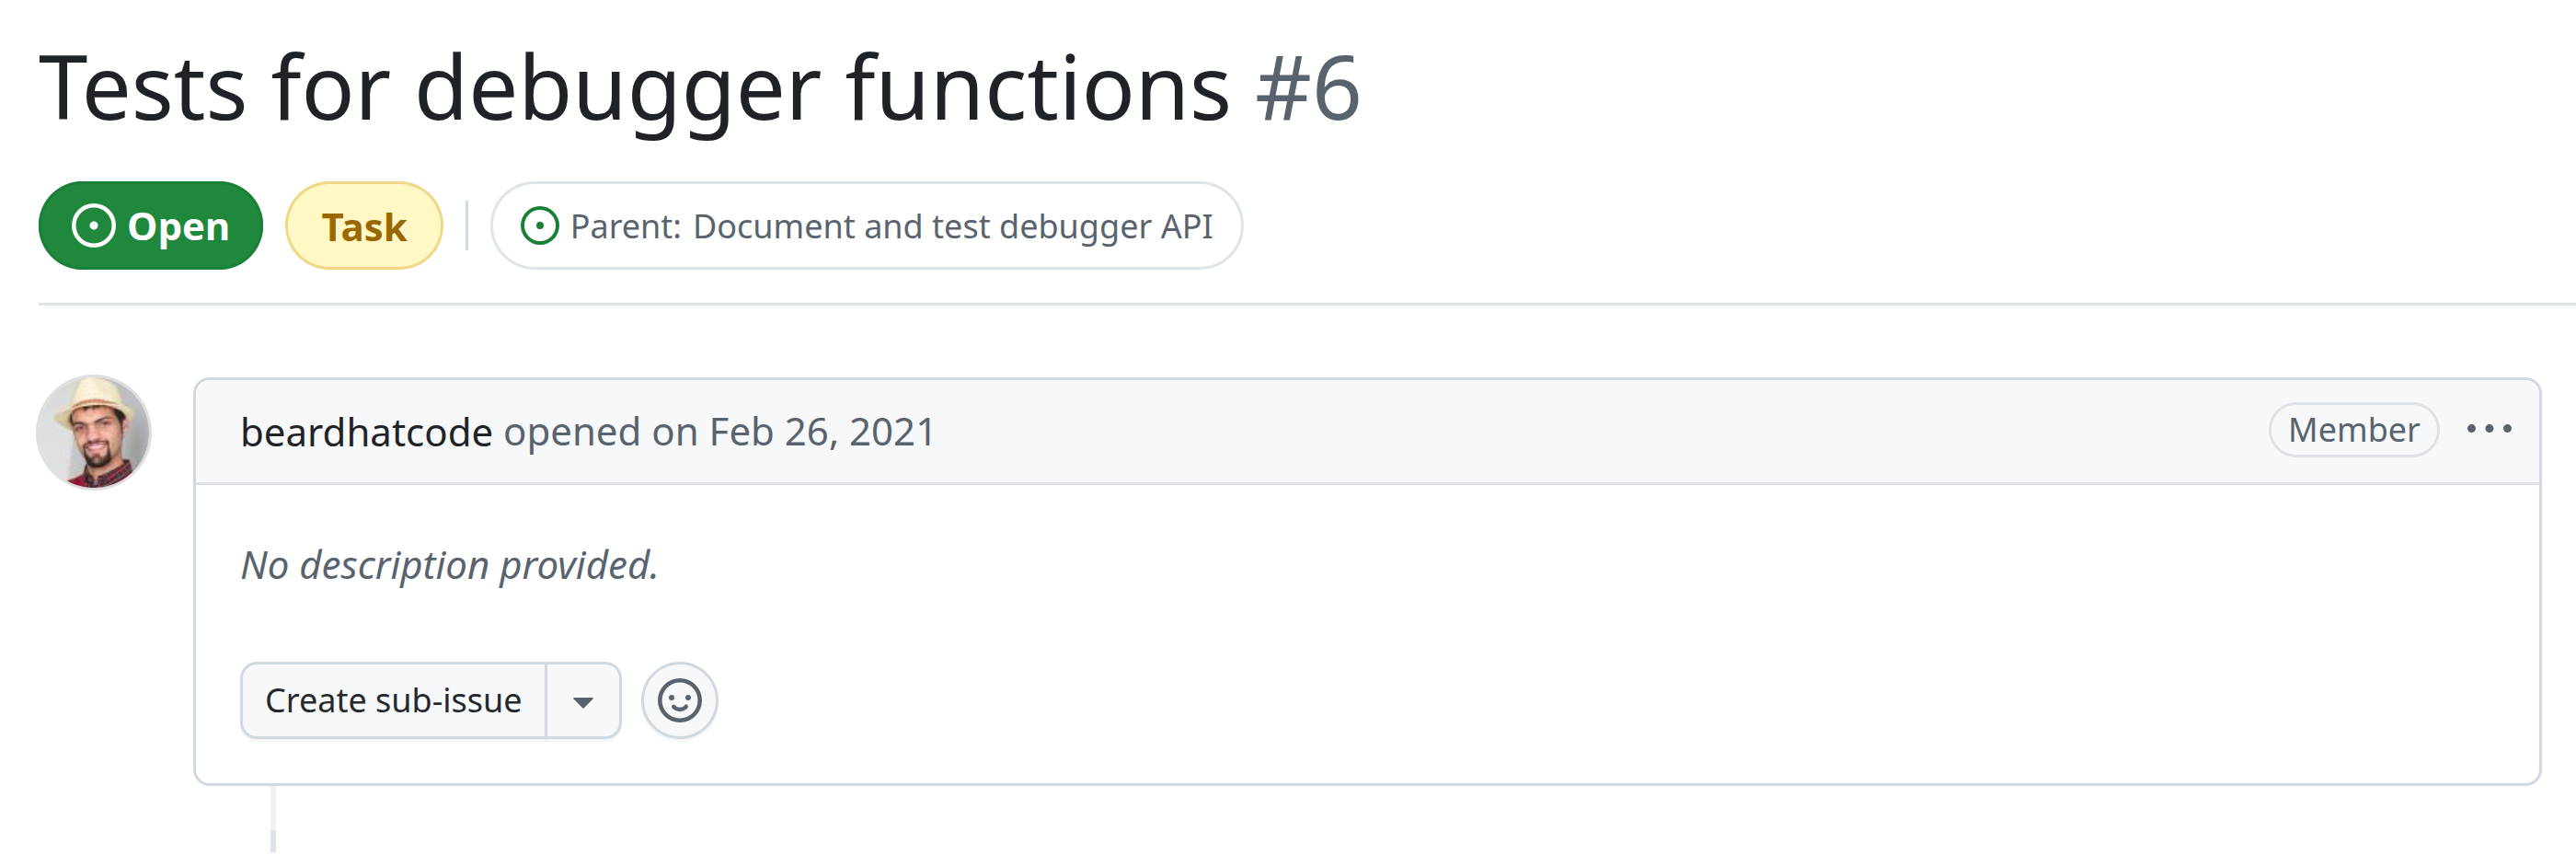 Tests for debugger functions #6
Open Task Parent: Document and test debugger API
beardhatcode opened on Feb 26, 2021 Member
No description provided.
Create sub-issue